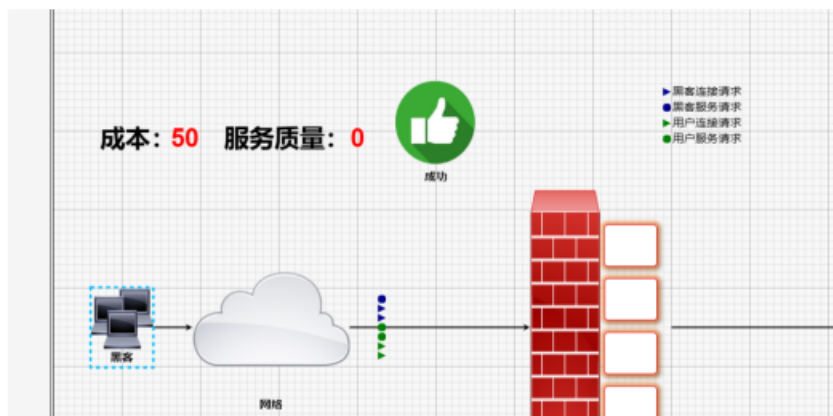 黑客连接请求
黑客服务请求
用户连接请求
用户服务请求
成本：50 服务质量：0
成功
黑客
网络